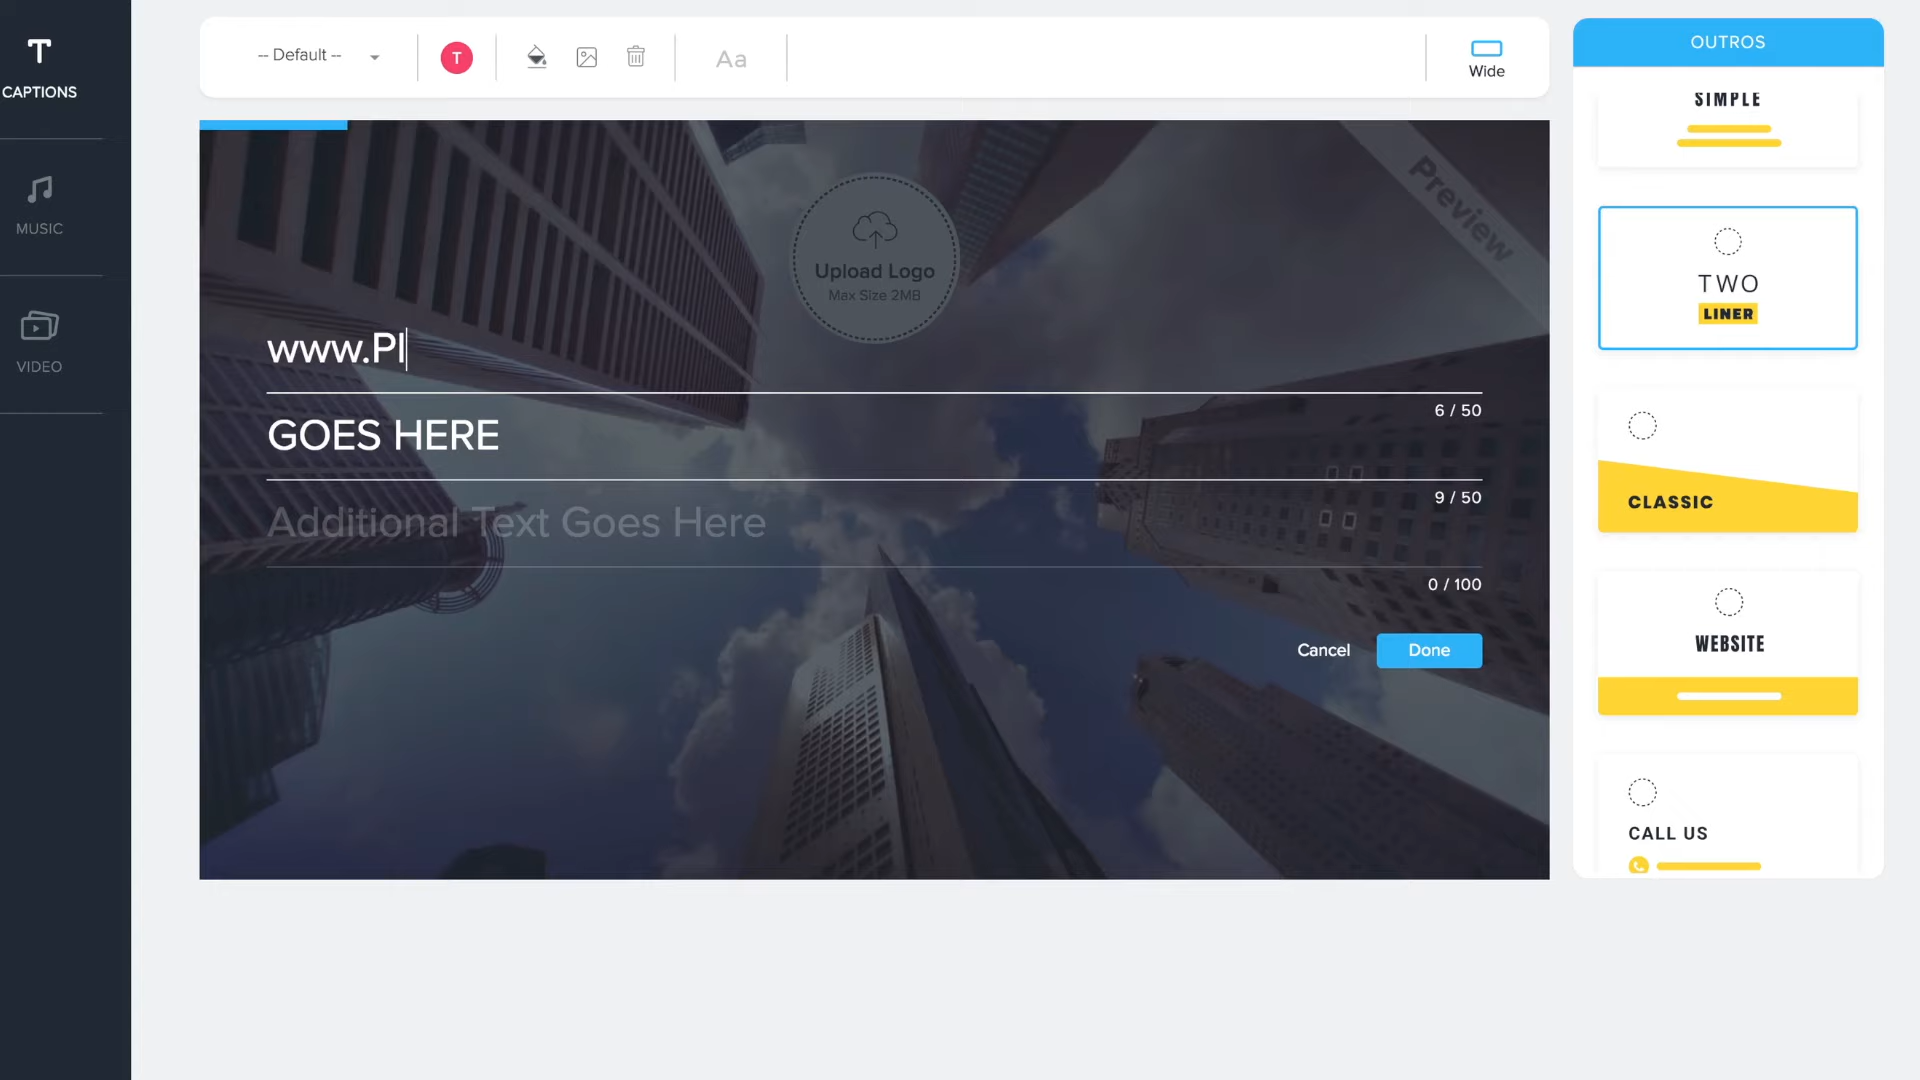 T
CAPTIONS
MUSIC
VIDEO
-- Default --
T
Aa
Wide
Preview
Upload Logo
Max Size 2MB
www.Pl
6 / 50
GOES HERE
9 / 50
Additional Text Goes Here
0 / 100
Cancel
Done
OUTROS
SIMPLE
TWO
LINER
CLASSIC
WEBSITE
CALL US